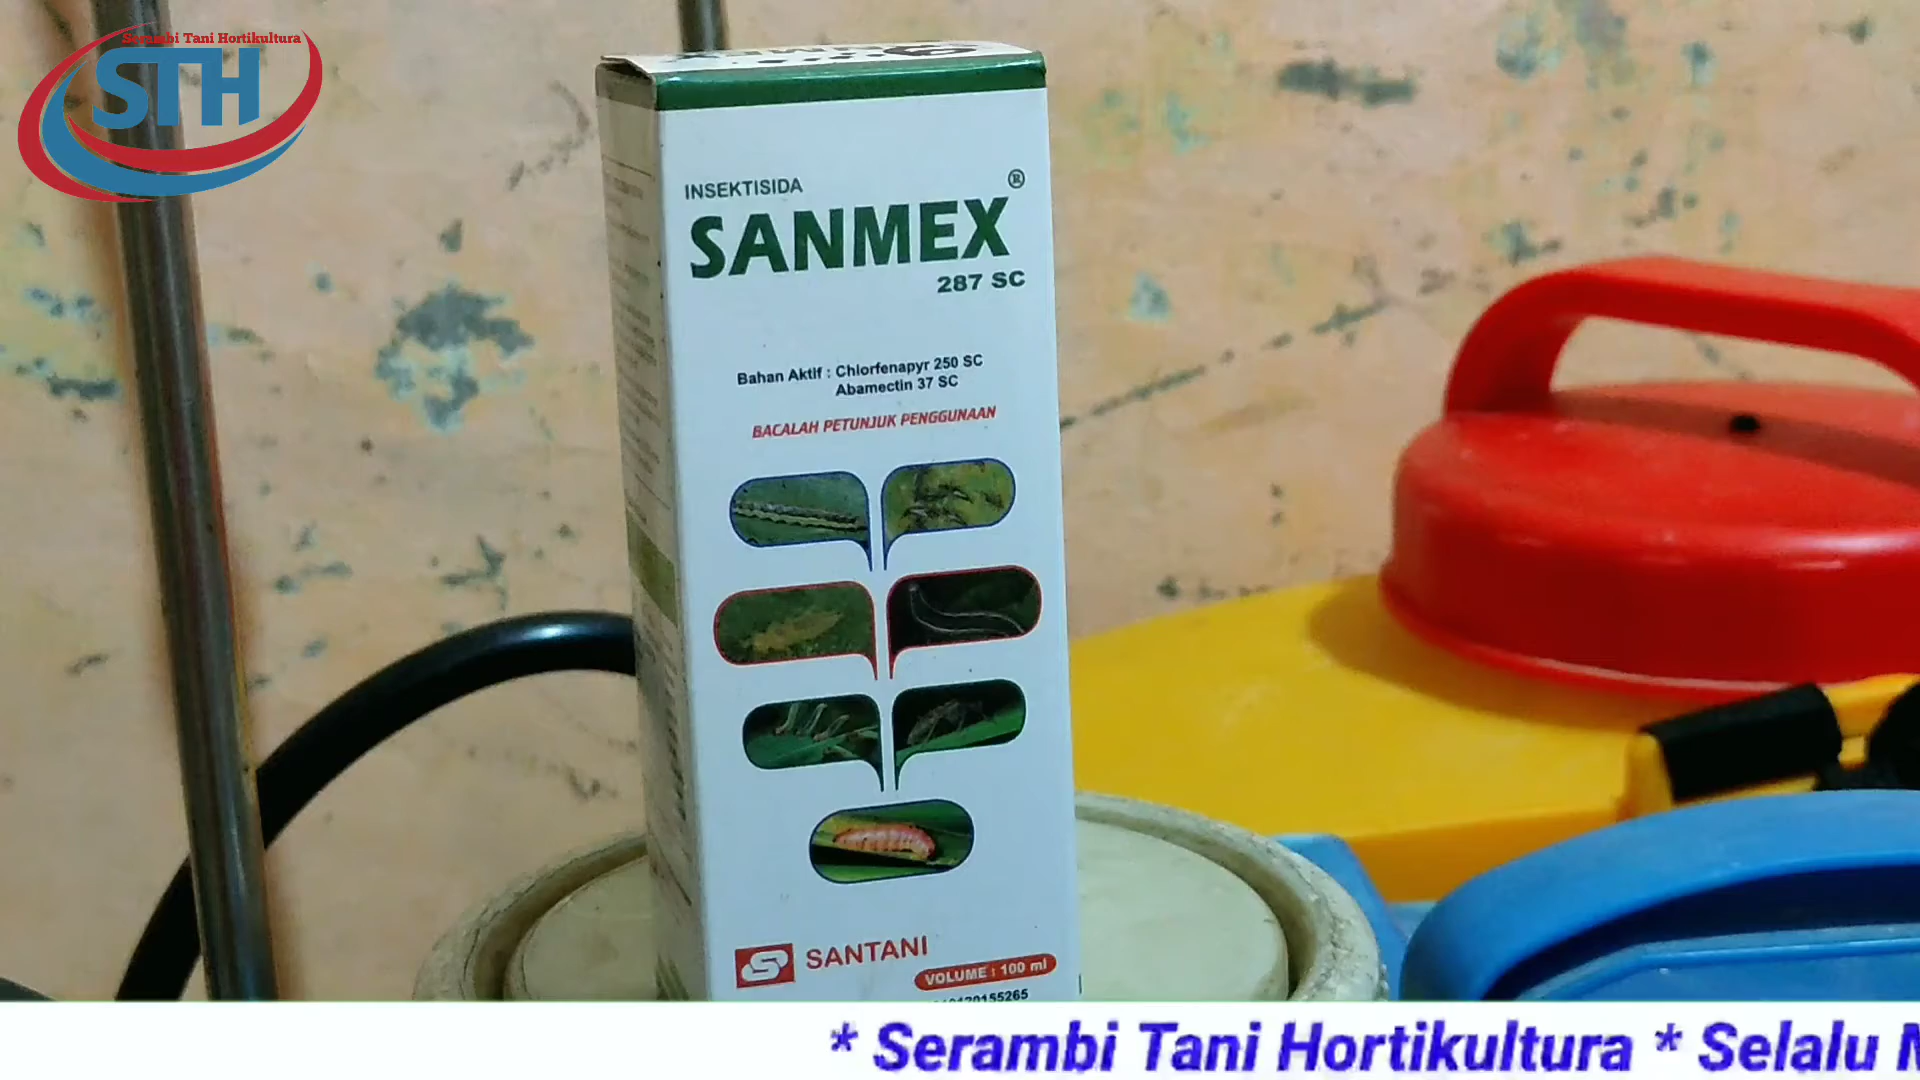 Serambi Tani Hortikultura
STH
INSEKTISIDA
SANMEX®
287 SC
Bahan Aktif : Chlorfenapyr 250 SC
Abamectin 37 SC
BACALAH PETUNJUK PENGGUNAAN
SANTANI
VOLUME : 100 ml
* Serambi Tani Hortikultura * Selalu